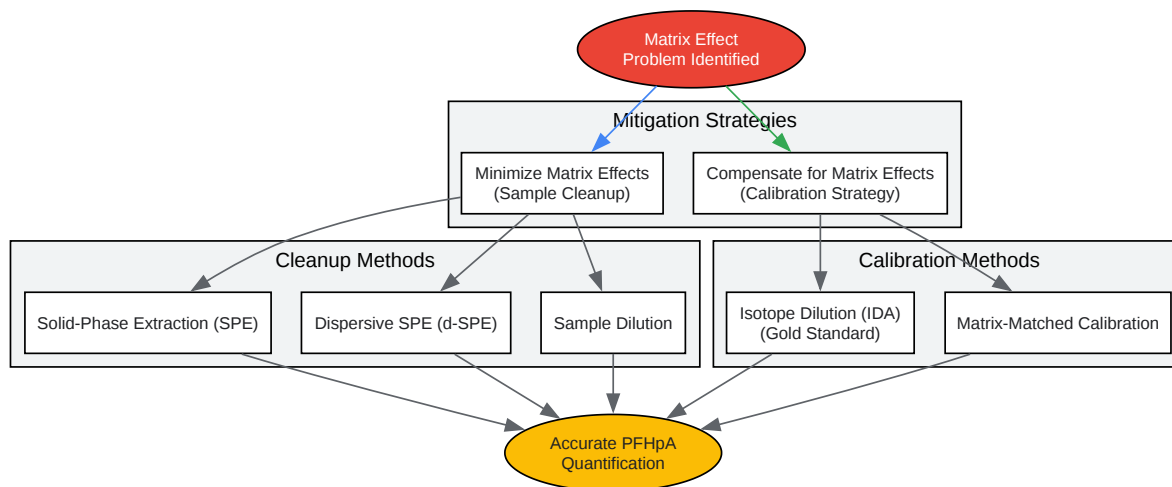 Matrix Effect
Problem Identified
Mitigation Strategies
Minimize Matrix Effects
(Sample Cleanup)
Compensate for Matrix Effects
(Calibration Strategy)
Cleanup Methods
Calibration Methods
Solid-Phase Extraction (SPE)
Dispersive SPE (d-SPE)
Sample Dilution
Isotope Dilution (IDA)
(Gold Standard)
Matrix-Matched Calibration
Accurate PFHpA
Quantification